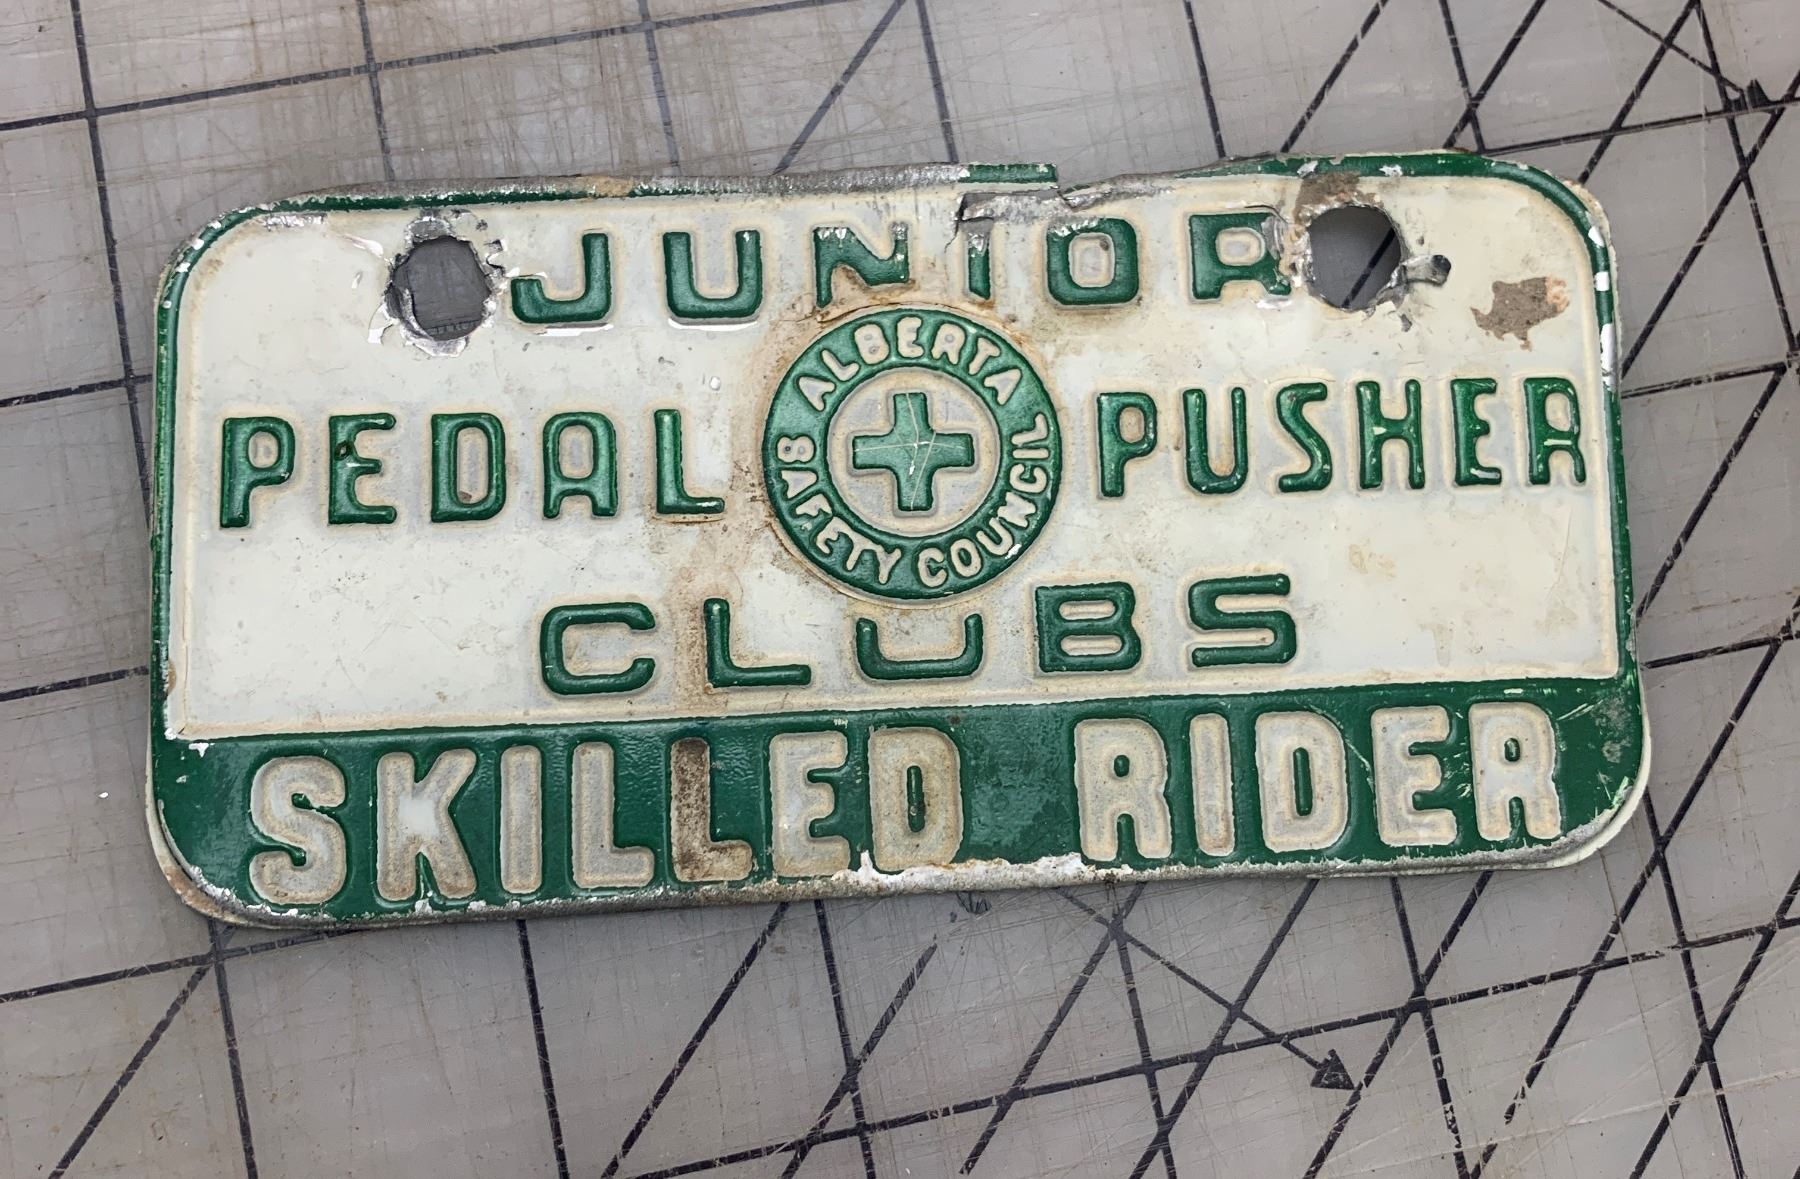 JUNIOR
PEDAL PUSHER
ALBERTA
SAFETY COUNCIL
CLUBS
SKILLED RIDER